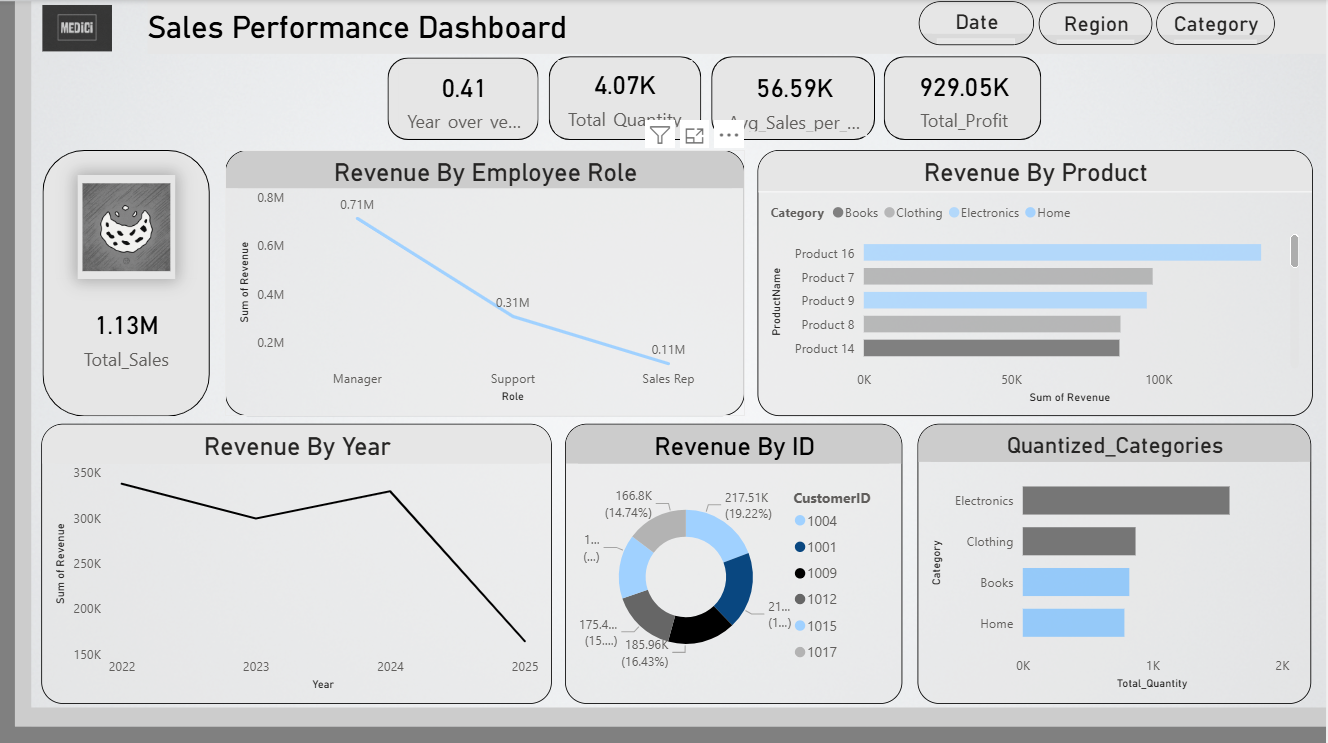 MEDICI
Sales Performance Dashboard
Date
Region
Category
0.41
Year over ve...
4.07K
Total Quantity
56.59K
Avg_Sales_per_...
929.05K
Total_Profit
1.13M
Total_Sales
Revenue By Employee Role
Sum of Revenue
0.8M
0.6M
0.4M
0.2M
0.71M
0.31M
0.11M
Manager
Support
Sales Rep
Role
Revenue By Product
Category Books Clothing Electronics Home
ProductName
Product 16
Product 7
Product 9
Product 8
Product 14
0K 50K 100K
Sum of Revenue
Revenue By Year
Sum of Revenue
350K
300K
250K
200K
150K
2022 2023 2024 2025
Year
Revenue By ID
166.8K
(14.74%)
217.51K
(19.22%)
1...
(...)
21...
(1...)
175.4...
(15....)
185.96K
(16.43%)
CustomerID
1004
1001
1009
1012
1015
1017
Quantized_Categories
Category
Electronics
Clothing
Books
Home
0K 1K 2K
Total_Quantity